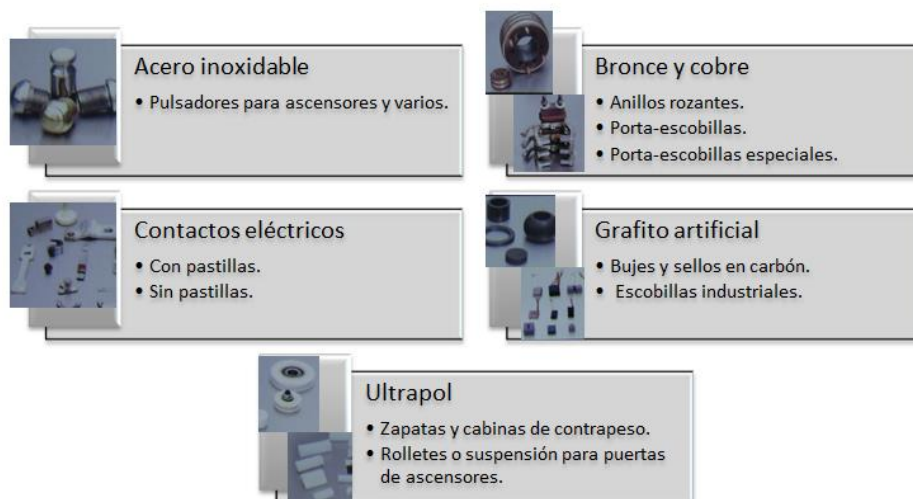 Acero inoxidable
• Pulsadores para ascensores y varios.
Bronce y cobre
• Anillos rozantes.
• Porta-escobillas.
• Porta-escobillas especiales.
Contactos eléctricos
• Con pastillas.
• Sin pastillas.
Grafito artificial
• Bujes y sellos en carbón.
• Escobillas industriales.
Ultrapol
• Zapatas y cabinas de contrapeso.
• Rolletes o suspensión para puertas
de ascensores.